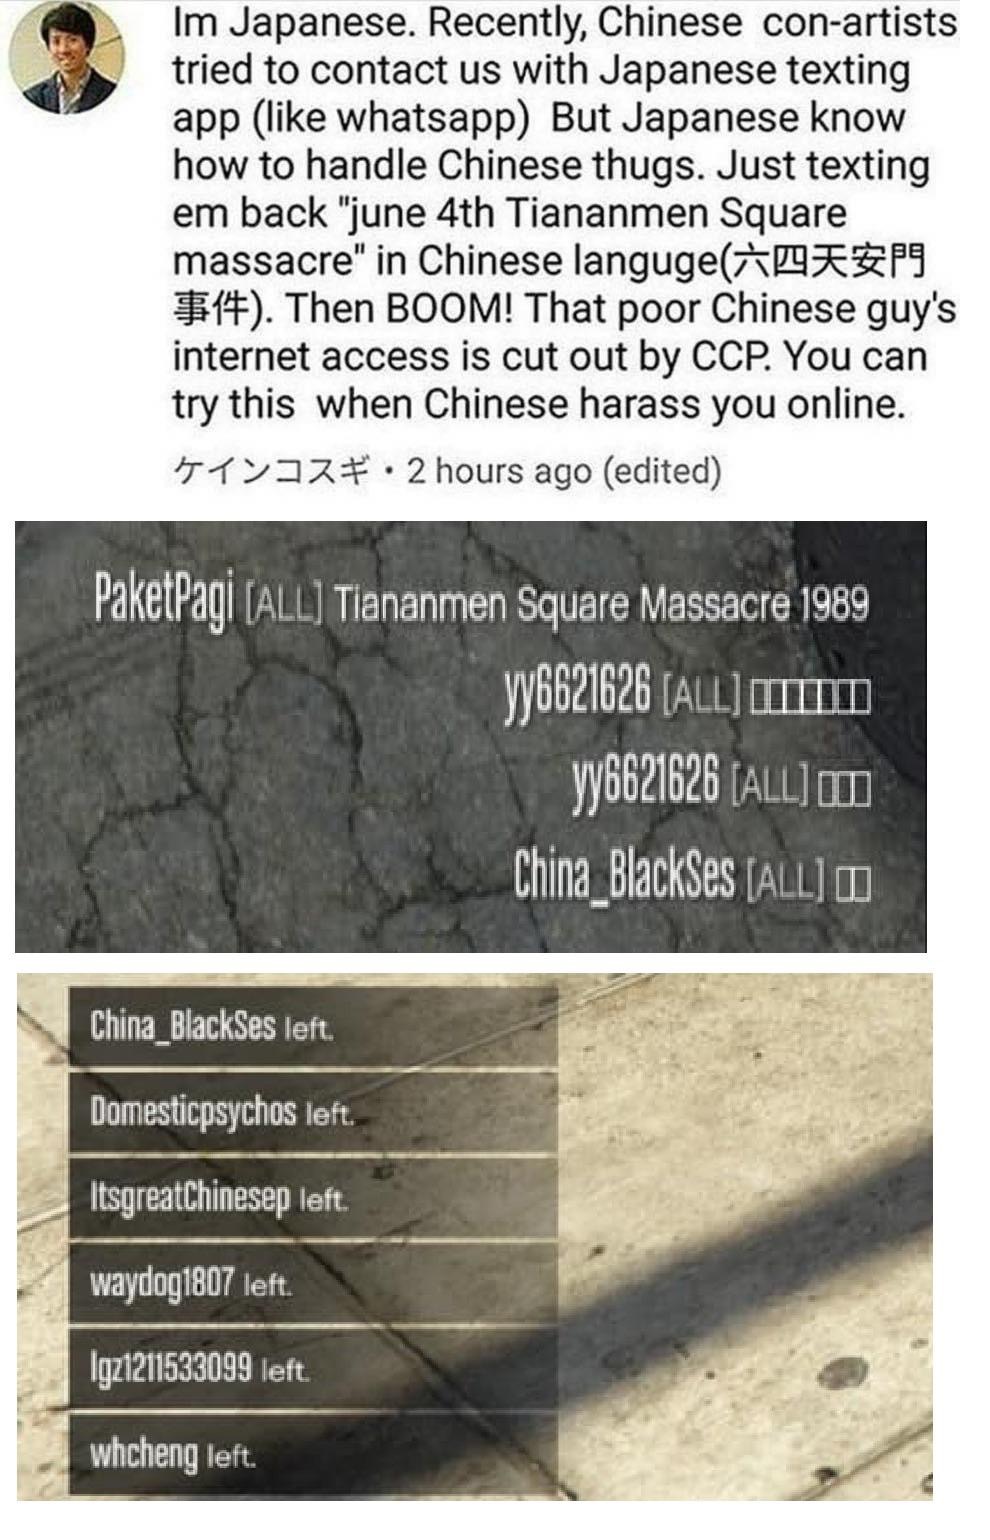 Im Japanese. Recently, Chinese con-artists
tried to contact us with Japanese texting
app (like whatsapp) But Japanese know
how to handle Chinese thugs. Just texting
em back "june 4th Tiananmen Square
massacre" in Chinese languge(六四天安門
事件). Then BOOM! That poor Chinese guy's
internet access is cut out by CCP. You can
try this when Chinese harass you online.
ケインコスギ • 2 hours ago (edited)
PaketPagi [ALL] Tiananmen Square Massacre 1989
yy6621626 [ALL] □□□□□□□
yy6621626 [ALL] □□□
China_BlackSes [ALL] □□
China_BlackSes left.
Domesticpsychos left.
ItsgreatChinesep left.
waydog1807 left.
lgz1211533099 left.
whcheng left.